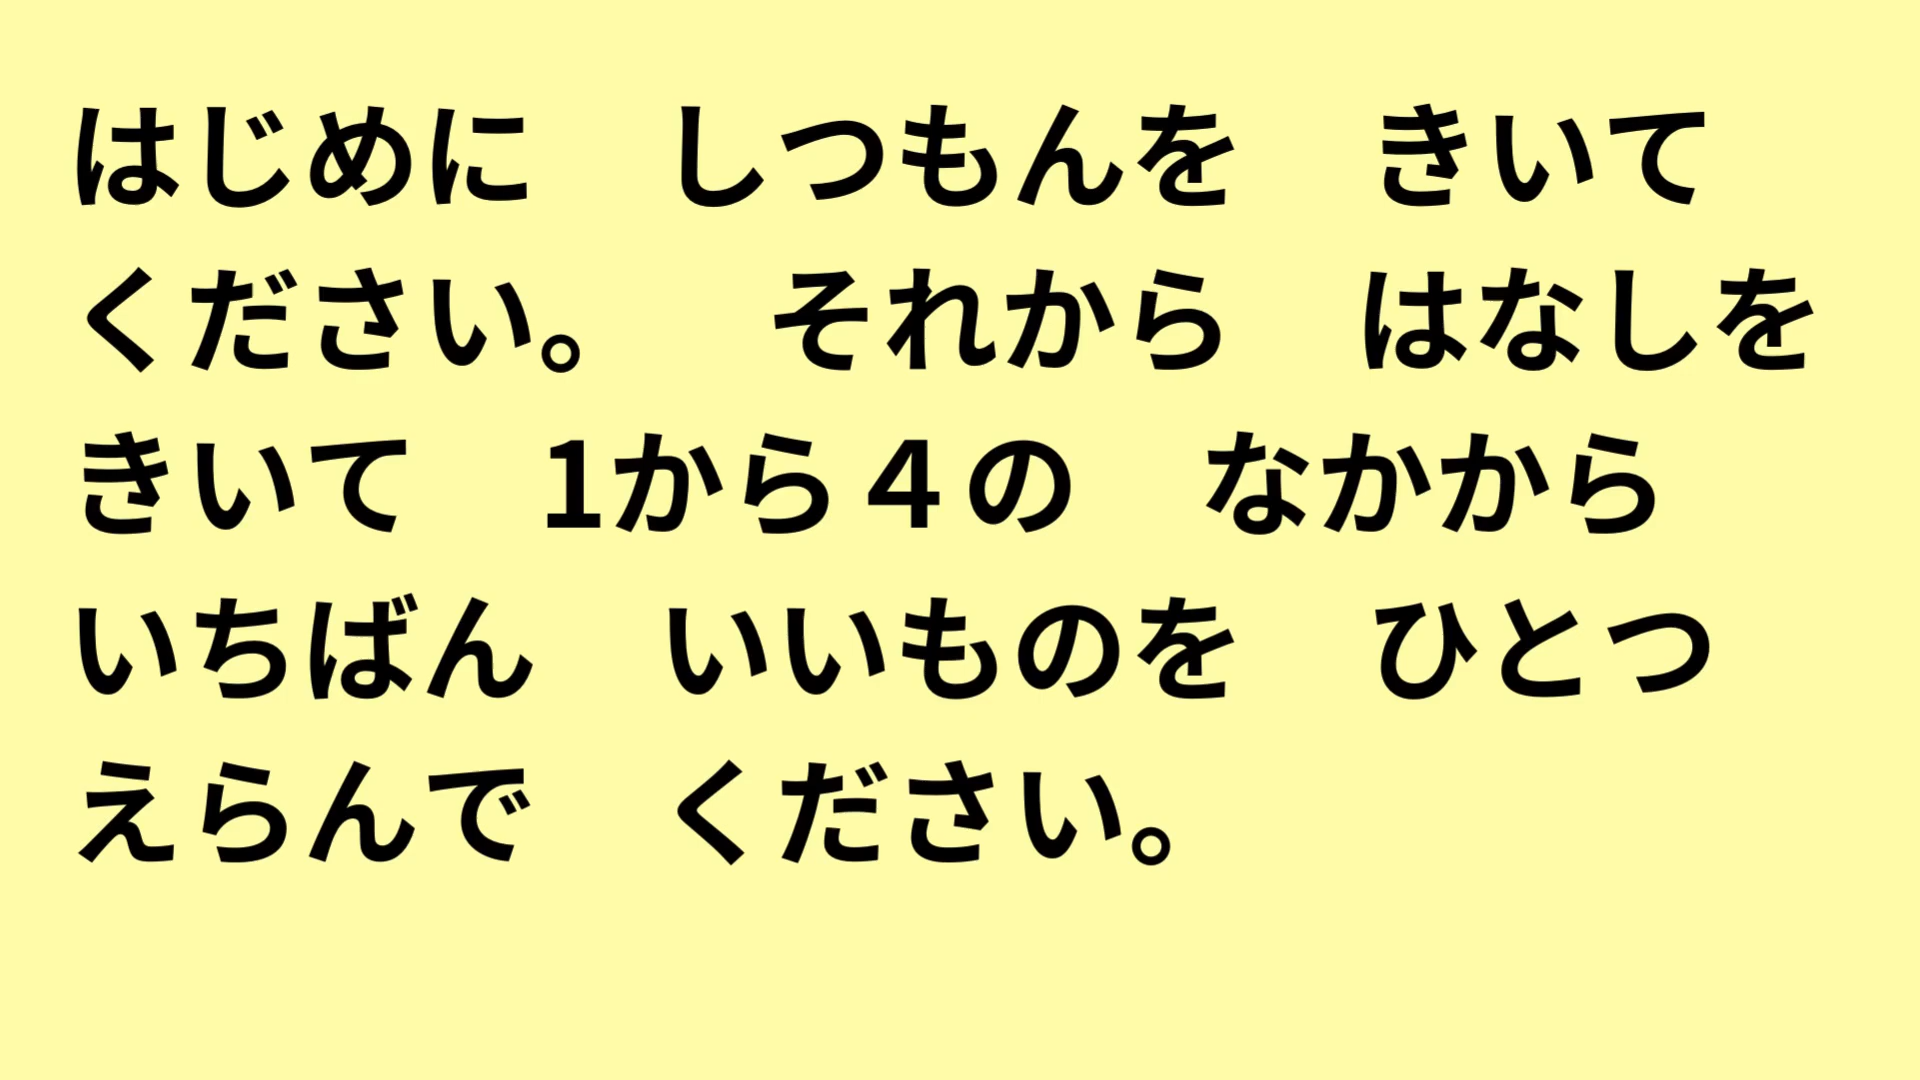 はじめに　しつもんを　きいて
ください。　それから　はなしを
きいて　1から４の　なかから
いちばん　いいものを　ひとつ
えらんで　ください。